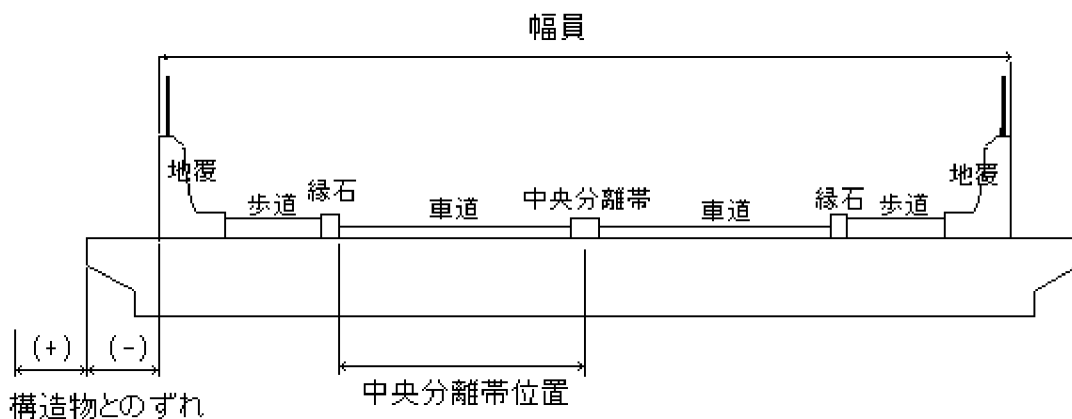 幅員
地覆
歩道
縁石
車道
中央分離帯
車道
縁石
歩道
地覆
(+)
(-)
構造物とのずれ
中央分離帯位置